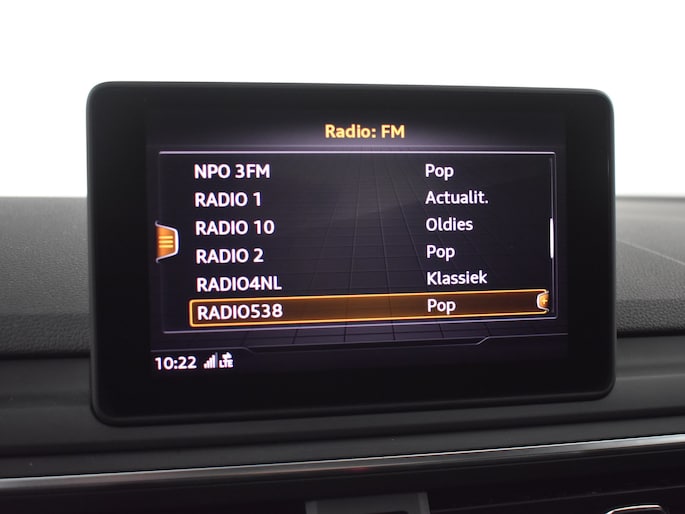 Radio: FM
NPO 3FM Pop
RADIO 1 Actualit.
RADIO 10 Oldies
RADIO 2 Pop
RADIO4NL Klassiek
RADIO538 Pop
10:22 LTE